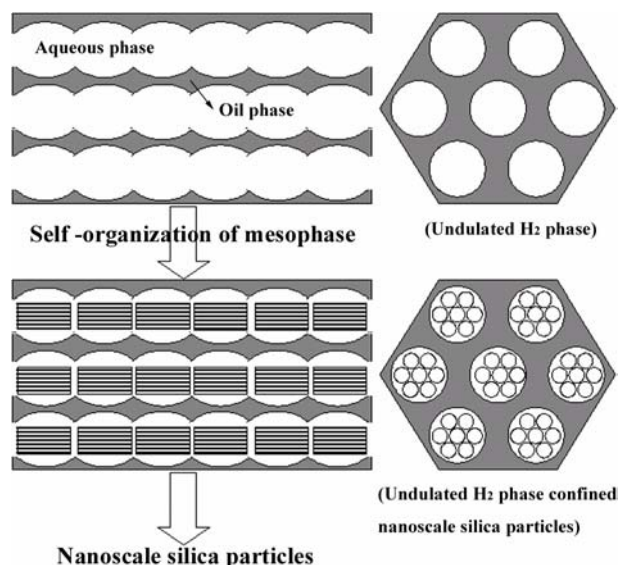 Aqueous phase
Oil phase
Self -organization of mesophase
(Undulated H2 phase)
(Undulated H2 phase confined
nanoscale silica particles)
Nanoscale silica particles